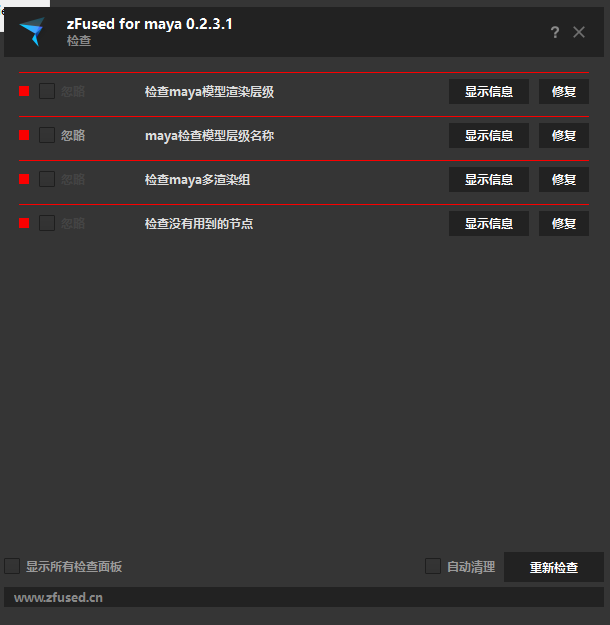 zFused for maya 0.2.3.1
检查
?
忽略 检查maya模型渲染层级 显示信息 修复
忽略 maya检查模型层级名称 显示信息 修复
忽略 检查maya多渲染组 显示信息 修复
忽略 检查没有用到的节点 显示信息 修复
显示所有检查面板 自动清理 重新检查
www.zfused.cn